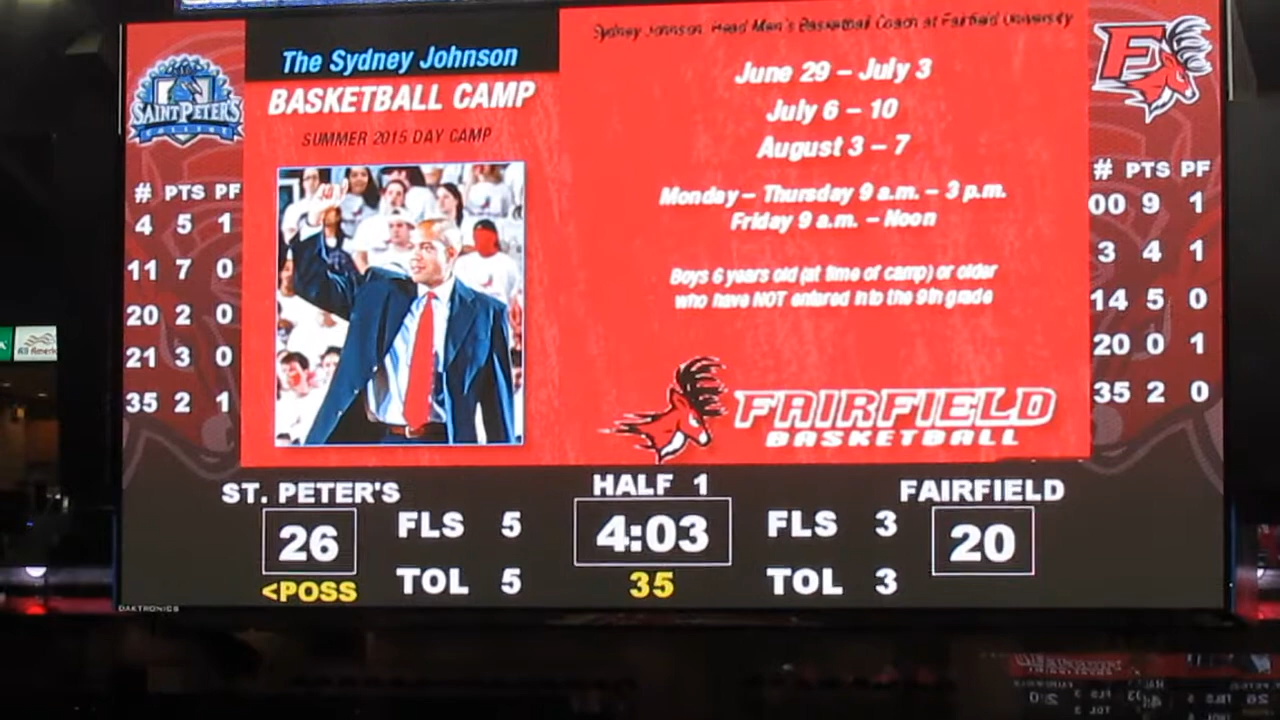 Sydney Johnson, Head Men's Basketball Coach at Fairfield University
The Sydney Johnson
BASKETBALL CAMP
SUMMER 2015 DAY CAMP
June 29 – July 3
July 6 – 10
August 3 – 7
Monday – Thursday 9 a.m. – 3 p.m.
Friday 9 a.m. – Noon
Boys 6 years old (at time of camp) or older
who have NOT entered into the 9th grade
FAIRFIELD
BASKETBALL
SAINT PETER'S
COLLEGE
# PTS PF
4 5 1
11 7 0
20 2 0
21 3 0
35 2 1
F
# PTS PF
00 9 1
3 4 1
14 5 0
20 0 1
35 2 0
ST. PETER'S
26
<POSS
FLS 5
TOL 5
HALF 1
4:03
35
FLS 3
TOL 3
FAIRFIELD
20
DAKTRONICS